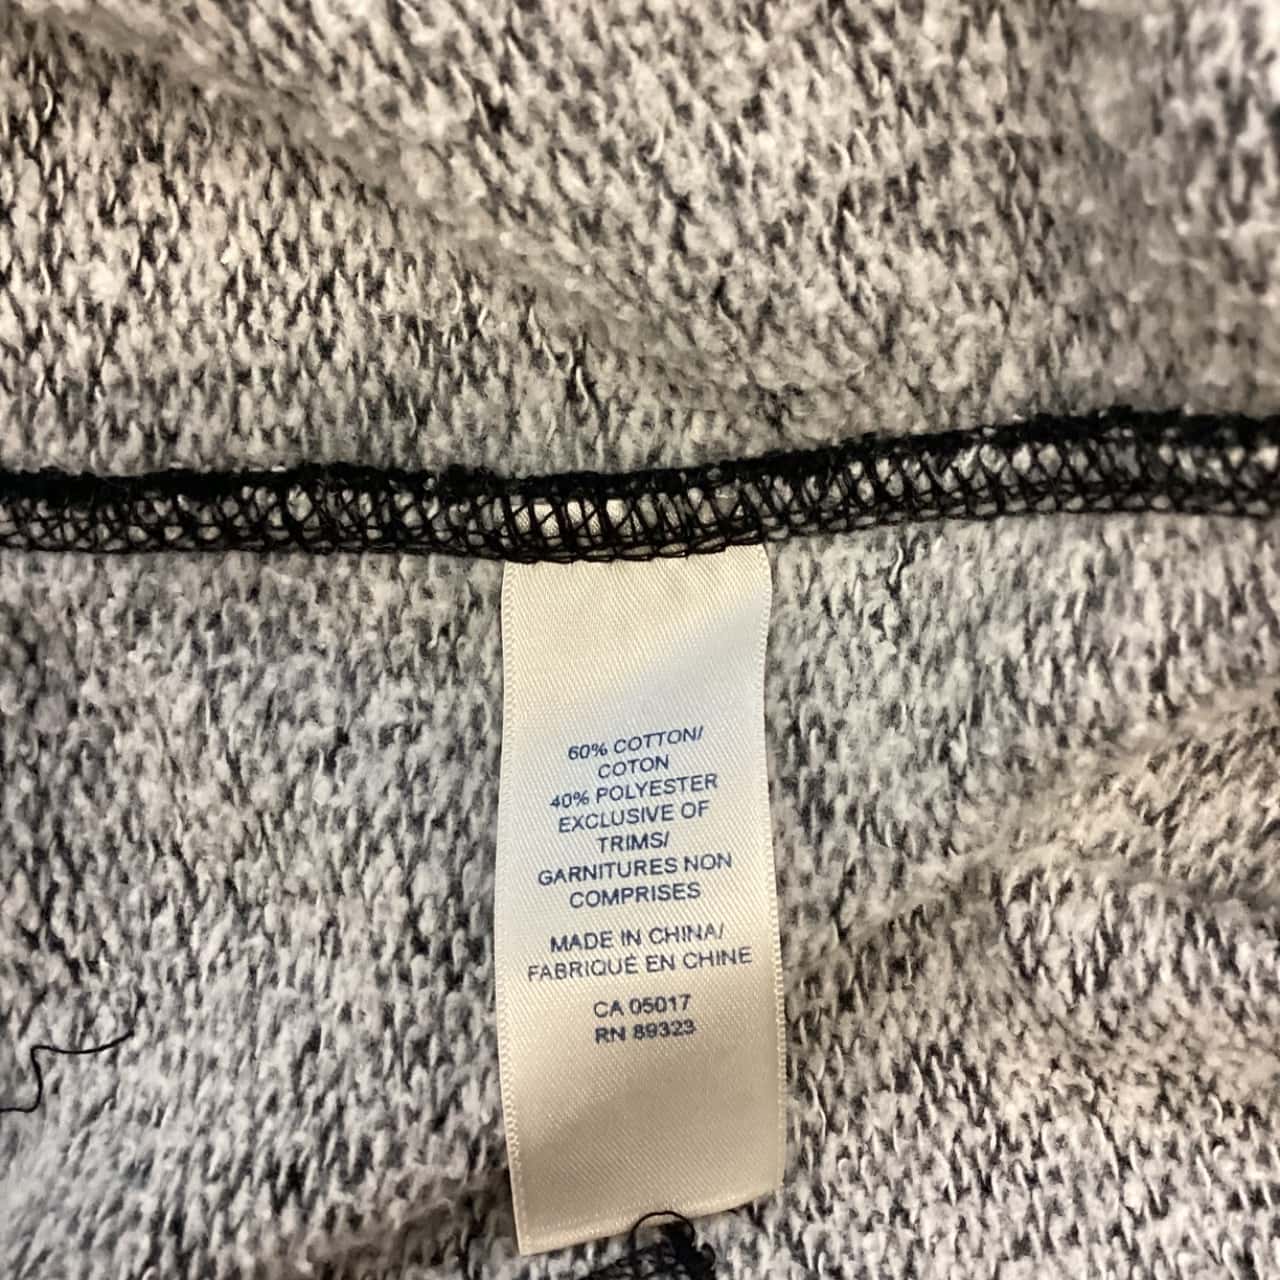 60% COTTON/
COTON
40% POLYESTER
EXCLUSIVE OF
TRIMS/
GARNITURES NON
COMPRISES
MADE IN CHINA/
FABRIQUÉ EN CHINE
CA 05017
RN 89323